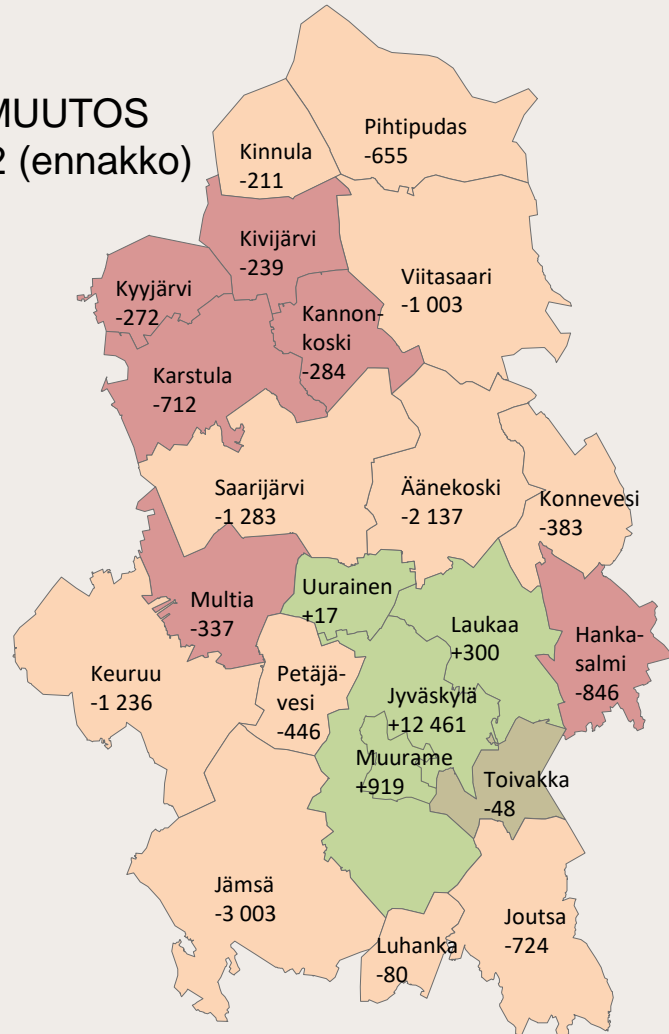 MUUTOS
2 (ennakko)
Pihtipudas
-655
Kinnula
-211
Kivijärvi
-239
Viitasaari
-1 003
Kyyjärvi
-272
Kannon-
koski
-284
Karstula
-712
Saarijärvi
-1 283
Äänekoski
-2 137
Konnevesi
-383
Uurainen
+17
Multia
-337
Laukaa
+300
Hanka-
salmi
-846
Keuruu
-1 236
Petäjä-
vesi
-446
Jyväskylä
+12 461
Muurame
+919
Toivakka
-48
Jämsä
-3 003
Joutsa
-724
Luhanka
-80